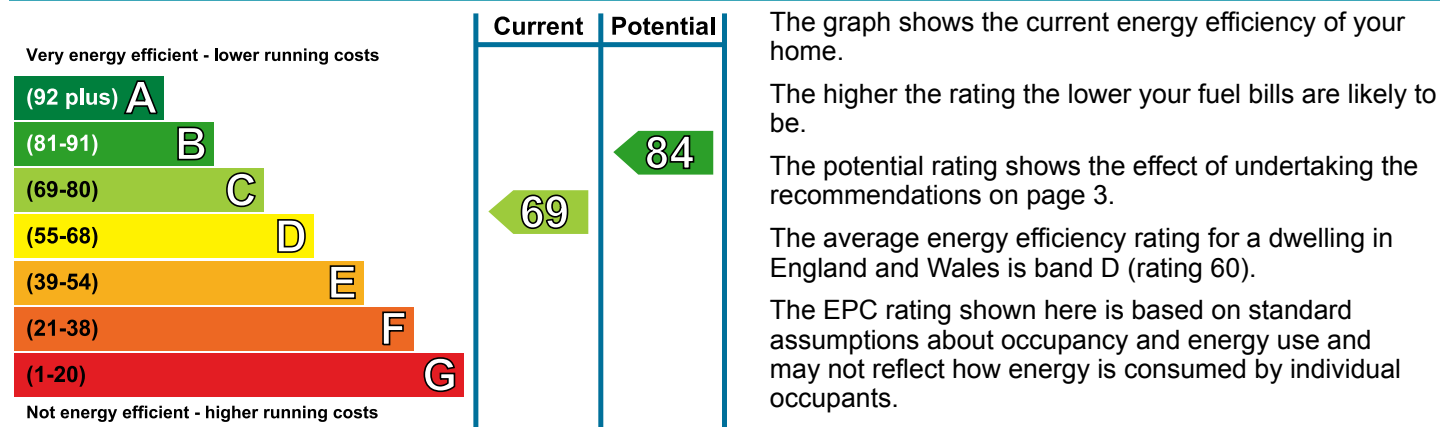 Current Potential
Very energy efficient - lower running costs
(92 plus) A
(81-91) B
(69-80) C
(55-68) D
(39-54) E
(21-38) F
(1-20) G
Not energy efficient - higher running costs
69
84
The graph shows the current energy efficiency of your
home.
The higher the rating the lower your fuel bills are likely to
be.
The potential rating shows the effect of undertaking the
recommendations on page 3.
The average energy efficiency rating for a dwelling in
England and Wales is band D (rating 60).
The EPC rating shown here is based on standard
assumptions about occupancy and energy use and
may not reflect how energy is consumed by individual
occupants.